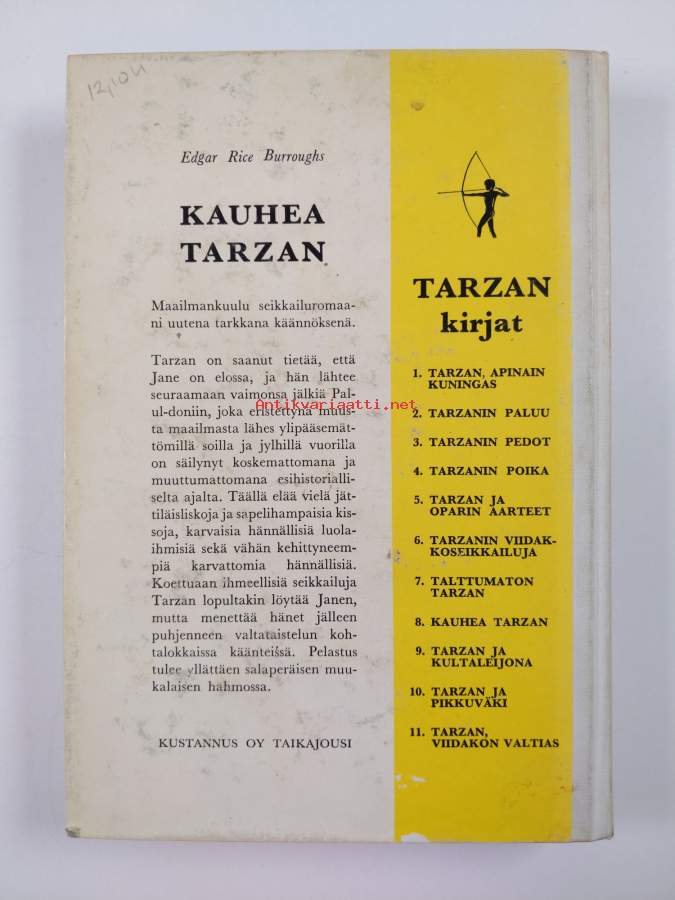 12,10
Edgar Rice Burroughs
KAUHEA
TARZAN
Maailmankuulu seikkailuromaa-
ni uutena tarkkana käännöksenä.
Tarzan on saanut tietää, että
Jane on elossa, ja hän lähtee
seuraamaan vaimonsa jälkiä Pal-
ul-doniin, joka eristettynä muus-
ta maailmasta lähes ylipääsemät-
tömillä soilla ja jylhillä vuorilla
on säilynyt koskemattomana ja
muuttumattomana esihistorialli-
selta ajalta. Täällä elää vielä jät-
tiläisliskoja ja sapelihampaisia kis-
soja, karvaisia hännällisiä luola-
ihmisiä sekä vähän kehittyneem-
piä karvattomia hännällisiä.
Koettuaan ihmeellisiä seikkailuja
Tarzan lopultakin löytää Janen,
mutta menettää hänet jälleen
puhjenneen valtataistelun koh-
talokkaissa käänteissä. Pelastus
tulee yllättäen salaperäisen muu-
kalaisen hahmossa.
KUSTANNUS OY TAIKAJOUSI
TARZAN
kirjat
1. TARZAN, APINAIN
KUNINGAS
2. TARZANIN PALUU
3. TARZANIN PEDOT
4. TARZANIN POIKA
5. TARZAN JA
OPARIN AARTEET
6. TARZANIN VIIDAK-
KOSEIKKAILUJA
7. TALTTUMATON
TARZAN
8. KAUHEA TARZAN
9. TARZAN JA
KULTALEIJONA
10. TARZAN JA
PIKKUVÄKI
11. TARZAN,
VIIDAKON VALTIAS
Antikvariaatti.net